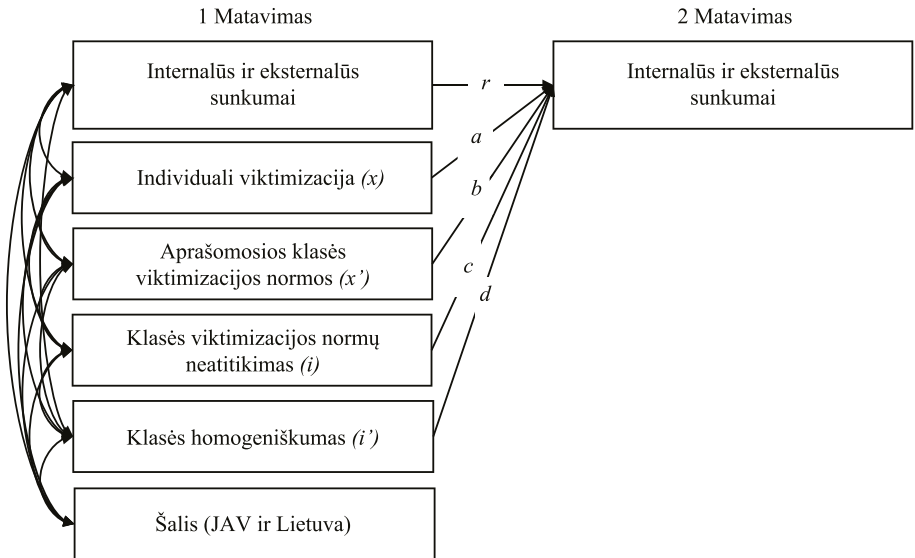 1 Matavimas
2 Matavimas
Internalūs ir eksternalūs
sunkumai
r
Internalūs ir eksternalūs
sunkumai
a
Individuali viktimizacija (x)
b
Aprašomosios klasės
viktimizacijos normos (x’)
c
d
Klasės viktimizacijos normų
neatitikimas (i)
Klasės homogeniškumas (i’)
Šalis (JAV ir Lietuva)